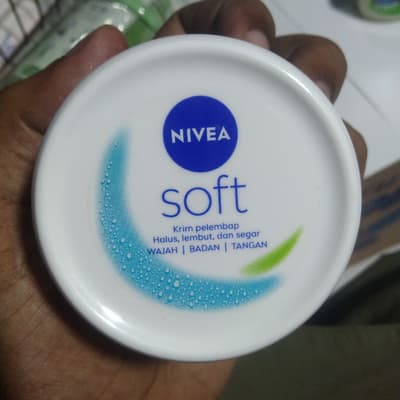 NIVEA
soft
Krim pelembap
Halus, lembut, dan segar
WAJAH | BADAN | TANGAN